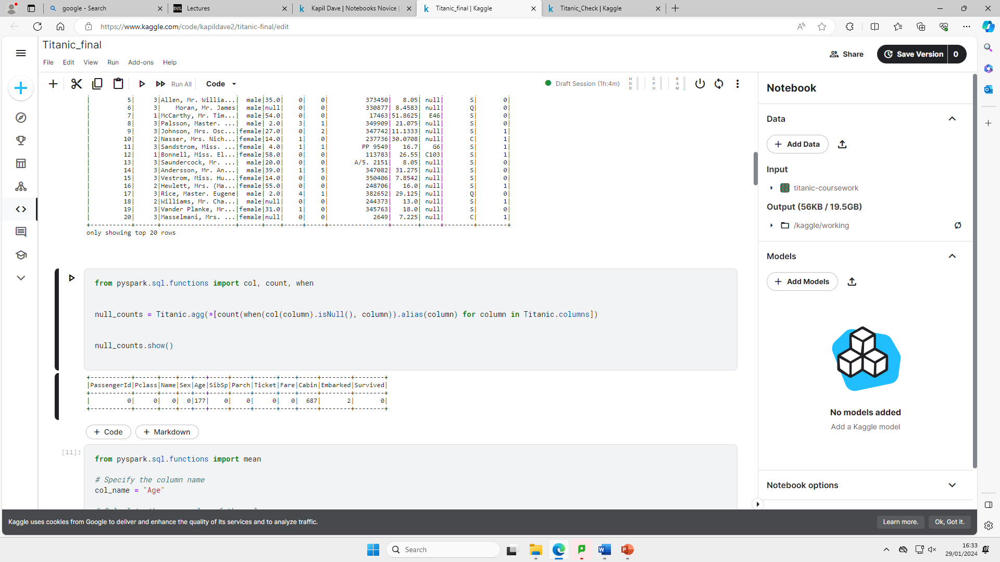 google - Search
Lectures
Kapil Dave | Notebooks Novice |
Titanic_final | Kaggle
Titanic_Check | Kaggle
https://www.kaggle.com/code/kapildave2/titanic-final/edit
Titanic_final
File Edit View Run Add-ons Help
Share
Save Version 0
Run All Code
Draft Session (1h:4m) HDD CPU RAM
| 5| 3|Allen, Mr. Willia...| male|35.0| 0| 0| 373450| 8.05| null| S| 0|
| 6| 3| Moran, Mr. James| male|null| 0| 0| 330877| 8.4583| null| Q| 0|
| 7| 1|McCarthy, Mr. Tim...| male|54.0| 0| 0| 17463|51.8625| E46| S| 0|
| 8| 3|Palsson, Master. ...| male| 2.0| 3| 1| 349909| 21.075| null| S| 0|
| 9| 3|Johnson, Mrs. Osc...|female|27.0| 0| 2| 347742|11.1333| null| S| 1|
| 10| 2|Nasser, Mrs. Nich...|female|14.0| 1| 0| 237736|30.0708| null| C| 1|
| 11| 3|Sandstrom, Miss. ...|female| 4.0| 1| 1| PP 9549| 16.7| G6| S| 1|
| 12| 1|Bonnell, Miss. El...|female|58.0| 0| 0| 113783| 26.55| C103| S| 1|
| 13| 3|Saundercock, Mr. ...| male|20.0| 0| 0| A/5. 2151| 8.05| null| S| 0|
| 14| 3|Andersson, Mr. An...| male|39.0| 1| 5| 347082| 31.275| null| S| 0|
| 15| 3|Vestrom, Miss. Hu...|female|14.0| 0| 0| 350406| 7.8542| null| S| 0|
| 16| 2|Hewlett, Mrs. (Ma...|female|55.0| 0| 0| 248706| 16.0| null| S| 1|
| 17| 3|Rice, Master. Eugene| male| 2.0| 4| 1| 382652| 29.125| null| Q| 0|
| 18| 2|Williams, Mr. Cha...| male|null| 0| 0| 244373| 13.0| null| S| 1|
| 19| 3|Vander Planke, Mr...|female|31.0| 1| 0| 345763| 18.0| null| S| 0|
| 20| 3|Masselmani, Mrs. ...|female|null| 0| 0| 2649| 7.225| null| C| 1|
+-----------+------+--------------------+------+----+-----+-----+----------------+-------+-----+--------+--------+
only showing top 20 rows
from pyspark.sql.functions import col, count, when
null_counts = Titanic.agg(*[count(when(col(column).isNull(), column)).alias(column) for column in Titanic.columns])
null_counts.show()
+-----------+------+----+---+---+-----+-----+------+----+-----+--------+--------+
|PassengerId|Pclass|Name|Sex|Age|SibSp|Parch|Ticket|Fare|Cabin|Embarked|Survived|
+-----------+------+----+---+---+-----+-----+------+----+-----+--------+--------+
| 0| 0| 0| 0|177| 0| 0| 0| 0| 687| 2| 0|
+-----------+------+----+---+---+-----+-----+------+----+-----+--------+--------+
+ Code + Markdown
[11]:
from pyspark.sql.functions import mean
# Specify the column name
col_name = "Age"
Notebook
Data
+ Add Data
Input
titanic-coursework
Output (56KB / 19.5GB)
/kaggle/working
Models
+ Add Models
No models added
Add a Kaggle model
Notebook options
Kaggle uses cookies from Google to deliver and enhance the quality of its services and to analyze traffic.
Learn more.
Ok, Got it.
Search
16:33
29/01/2024